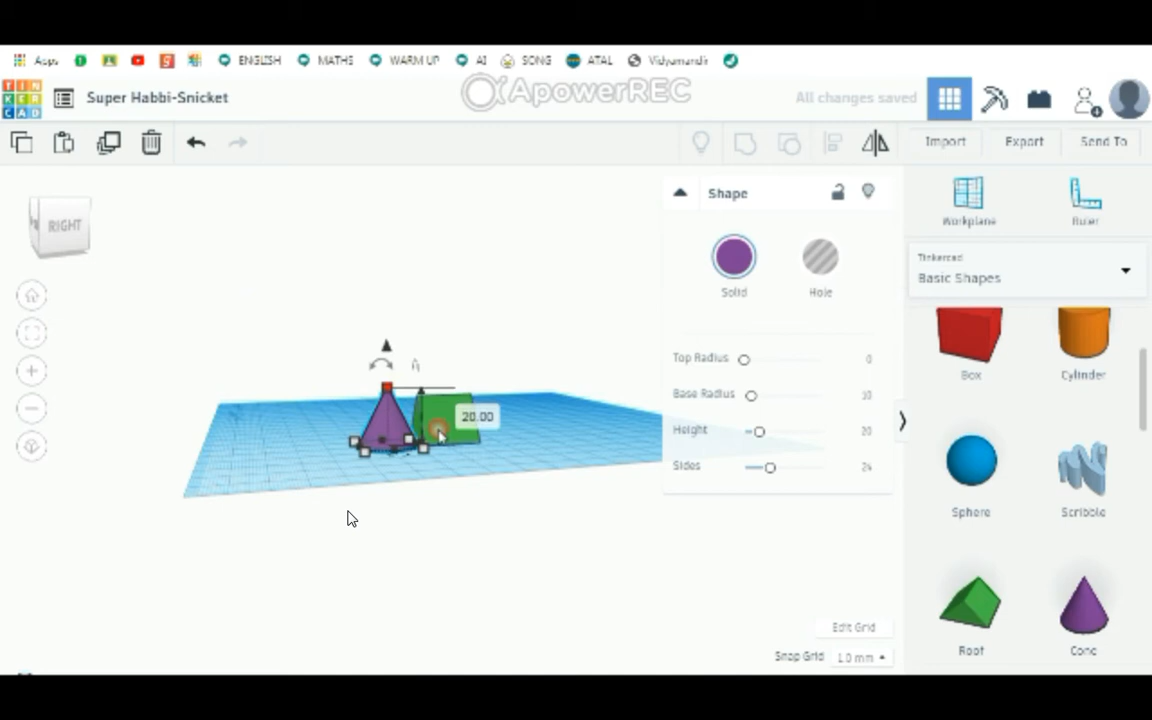 Apps ENGLISH MATHS WARM UP AI SONG ATAL Vidyamandir
TIN
KER
CAD
Super Habbi-Snicket
ApowerREC
All changes saved
Import Export Send To
RIGHT
Shape
Solid Hole
Top Radius 0
Base Radius 10
Height 20
Sides 24
20.00
Workplane Ruler
Tinkercad
Basic Shapes
Box Cylinder
Sphere Scribble
Roof Cone
Edit Grid
Snap Grid 1.0 mm